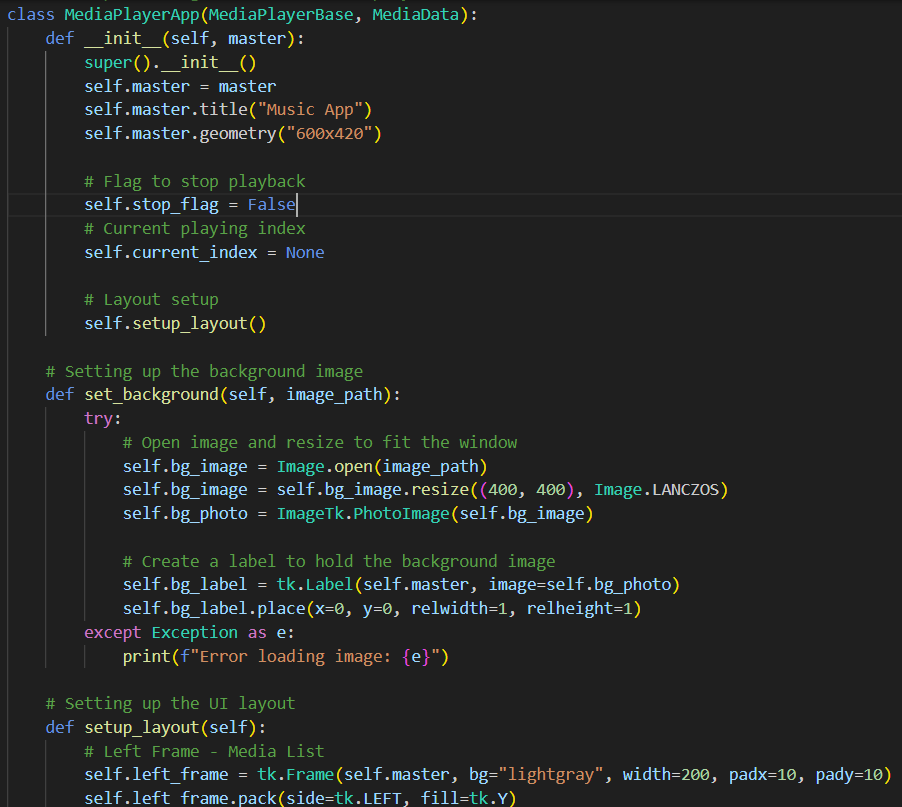 class MediaPlayerApp(MediaPlayerBase, MediaData):
    def __init__(self, master):
        super().__init__()
        self.master = master
        self.master.title("Music App")
        self.master.geometry("600x420")

        # Flag to stop playback
        self.stop_flag = False
        # Current playing index
        self.current_index = None

        # Layout setup
        self.setup_layout()

    # Setting up the background image
    def set_background(self, image_path):
        try:
            # Open image and resize to fit the window
            self.bg_image = Image.open(image_path)
            self.bg_image = self.bg_image.resize((400, 400), Image.LANCZOS)
            self.bg_photo = ImageTk.PhotoImage(self.bg_image)

            # Create a label to hold the background image
            self.bg_label = tk.Label(self.master, image=self.bg_photo)
            self.bg_label.place(x=0, y=0, relwidth=1, relheight=1)
        except Exception as e:
            print(f"Error loading image: {e}")

    # Setting up the UI layout
    def setup_layout(self):
        # Left Frame - Media List
        self.left_frame = tk.Frame(self.master, bg="lightgray", width=200, padx=10, pady=10)
        self.left_frame.pack(side=tk.LEFT, fill=tk.Y)